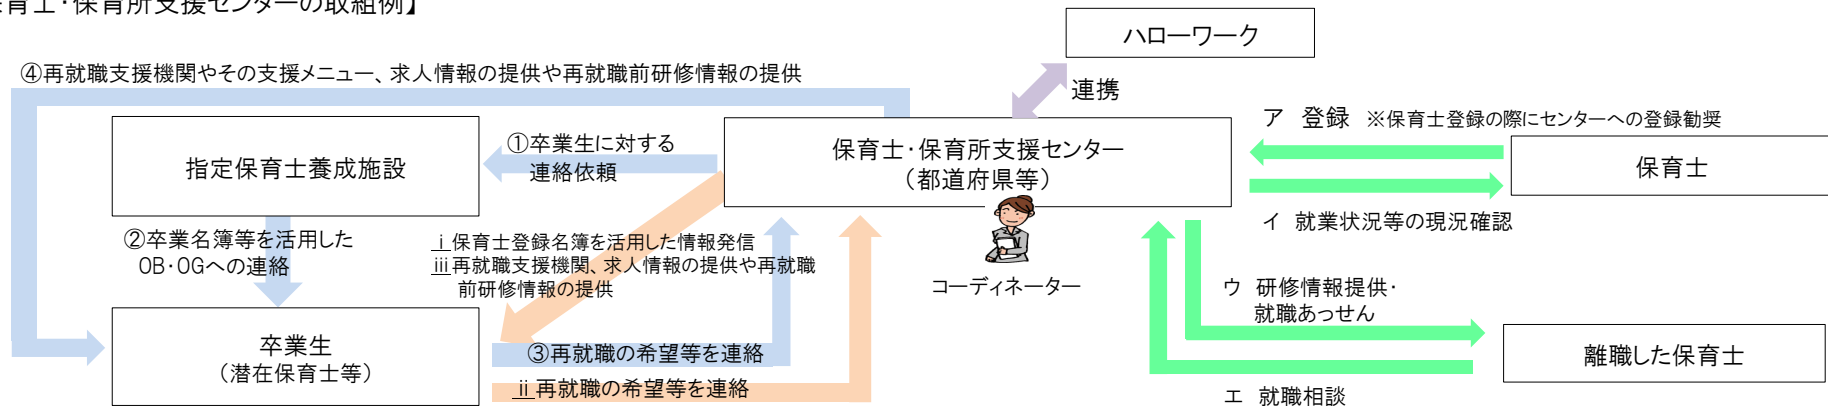 育士・保育所支援センターの取組例】
ハローワーク
④再就職支援機関やその支援メニュー、求人情報の提供や再就職前研修情報の提供
連携
ア 登録 ※保育士登録の際にセンターへの登録勧奨
①卒業生に対する
連絡依頼
指定保育士養成施設
保育士・保育所支援センター
(都道府県等)
保育士
イ 就業状況等の現況確認
②卒業名簿等を活用した
OB・OGへの連絡
ⅰ保育士登録名簿を活用した情報発信
ⅲ再就職支援機関、求人情報の提供や再就職
前研修情報の提供
コーディネーター
ウ 研修情報提供・
就職あっせん
卒業生
(潜在保育士等)
③再就職の希望等を連絡
ⅱ再就職の希望等を連絡
離職した保育士
エ 就職相談